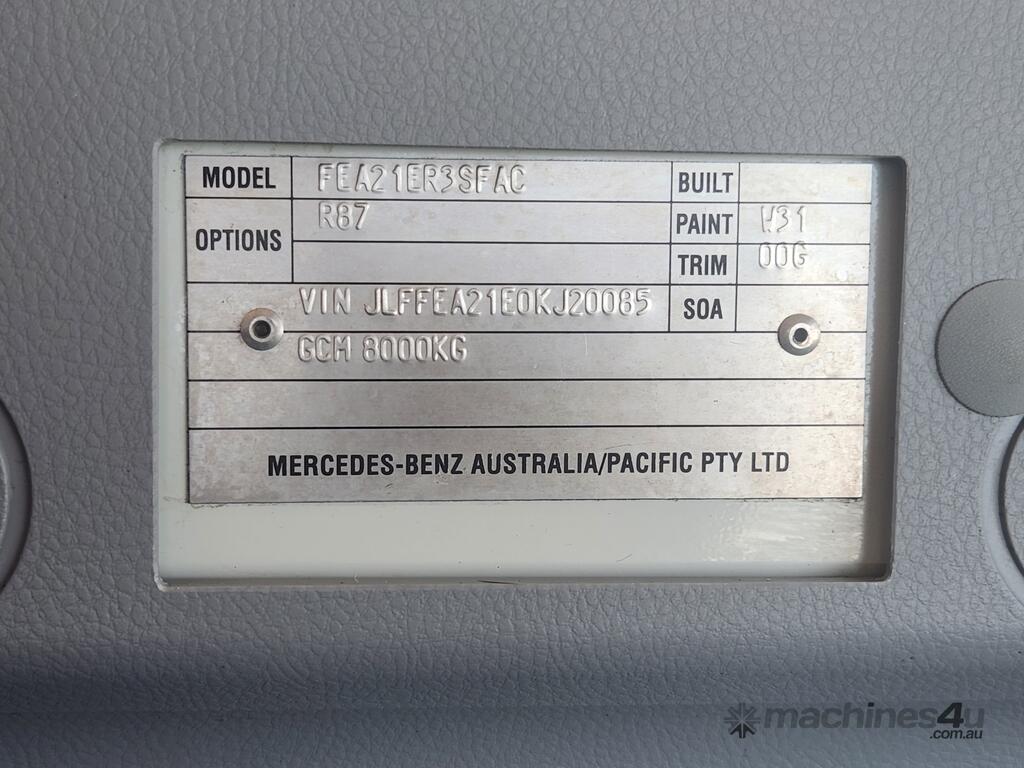 MODEL FEA21ER3SFAC BUILT
OPTIONS R87 PAINT W31
TRIM 00G
VIN JLFFEA21E0KJ20085 SOA
GCM 8000KG
MERCEDES-BENZ AUSTRALIA/PACIFIC PTY LTD
machines4u
.com.au